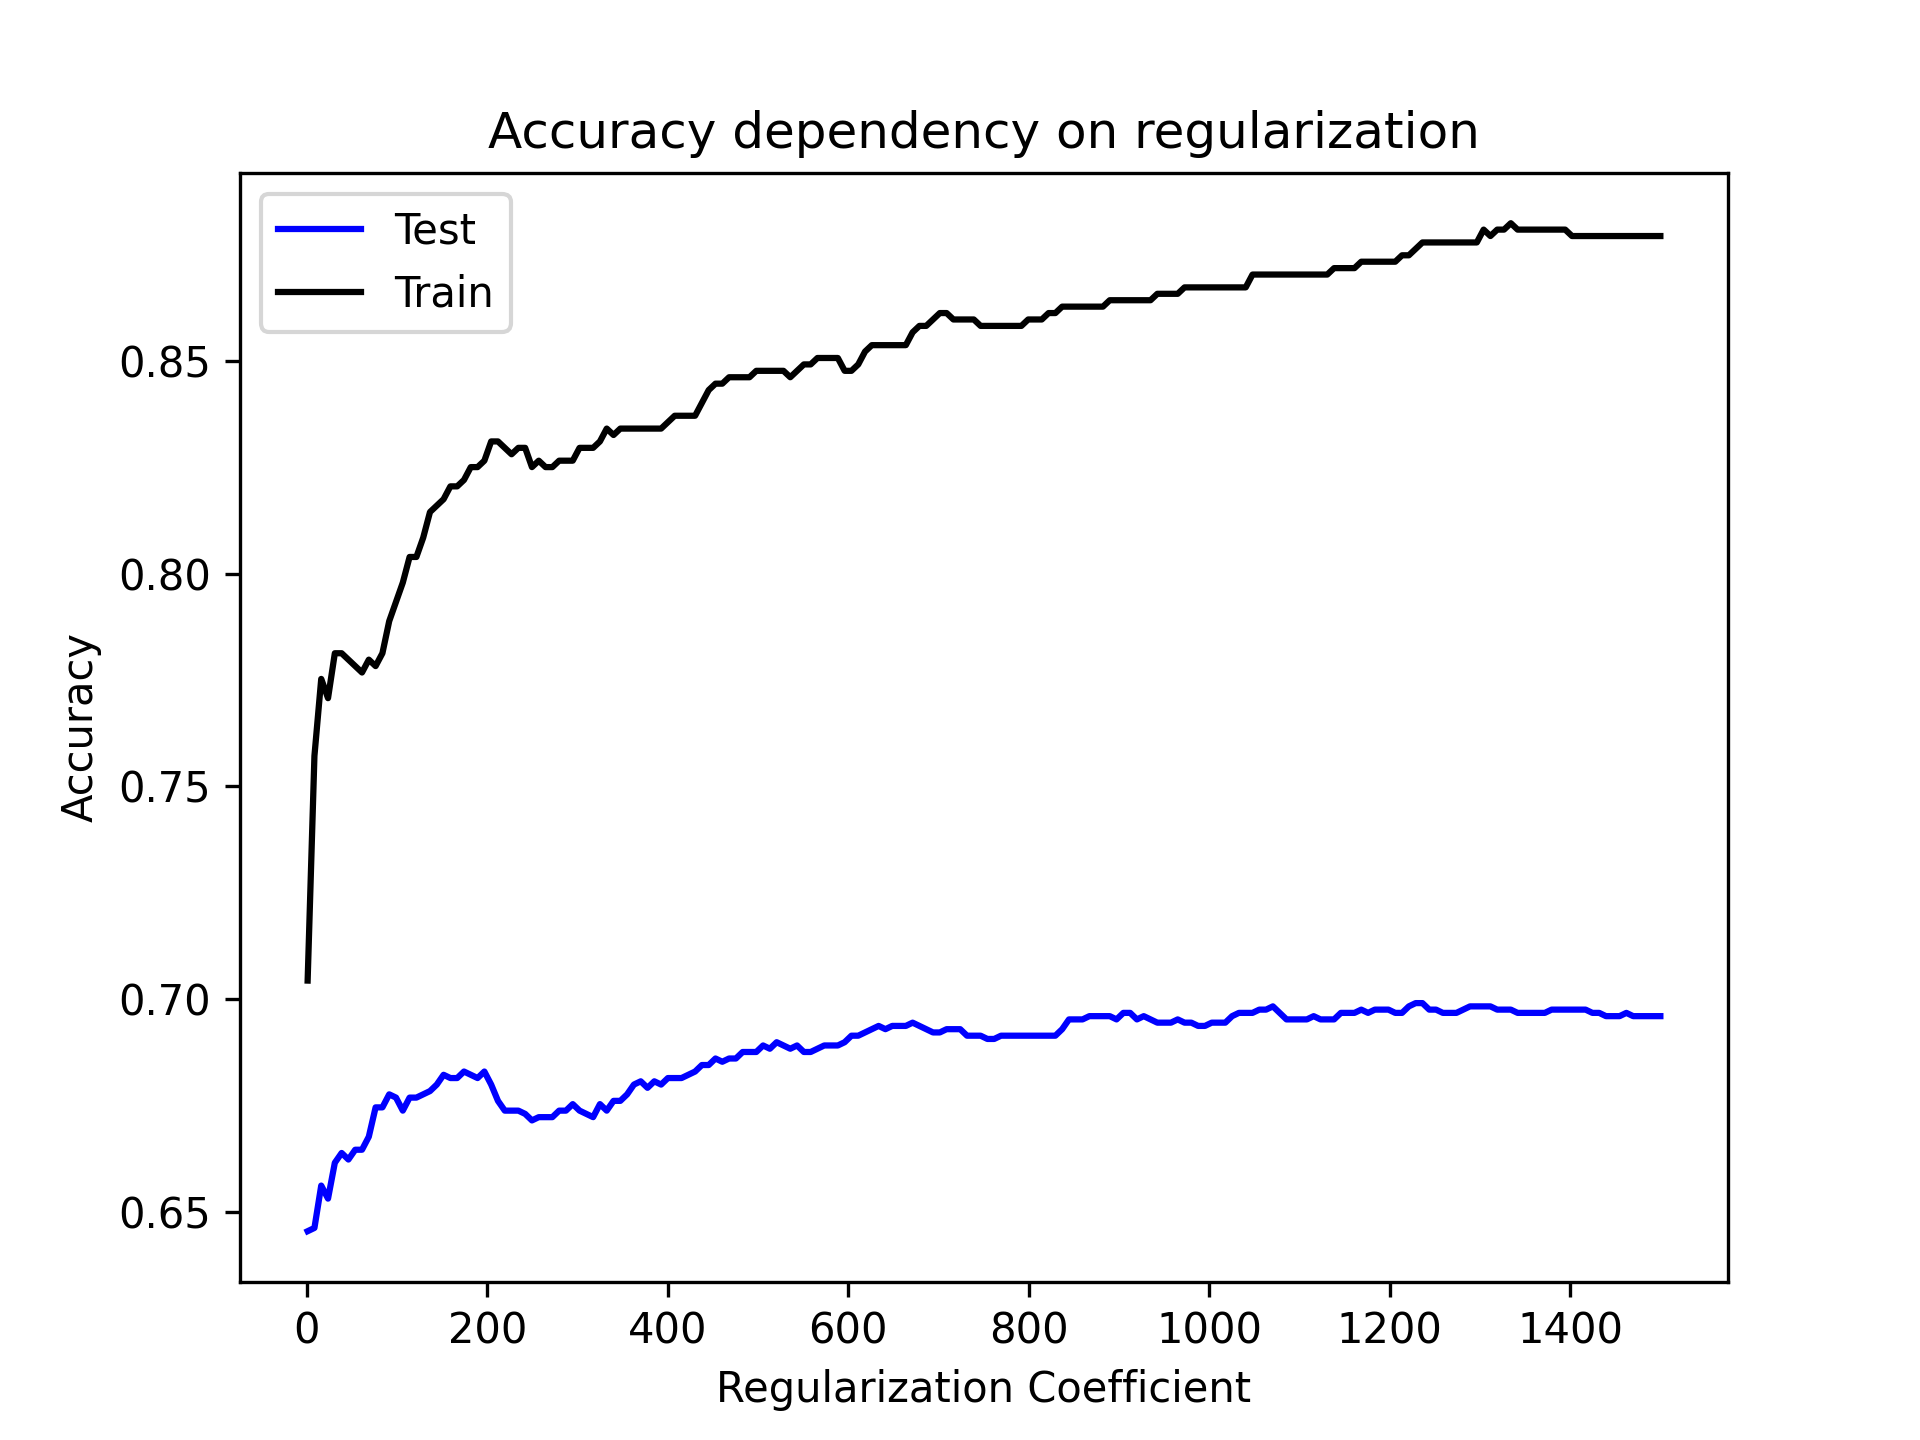 Accuracy dependency on regularization
Test
Train
0.85
0.80
0.75
0.70
0.65
Accuracy
0 200 400 600 800 1000 1200 1400
Regularization Coefficient